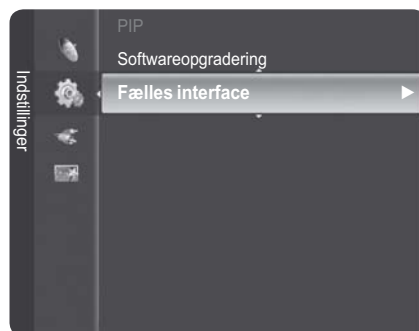 Indstillinger
PIP
Softwareopgradering
Fælles interface